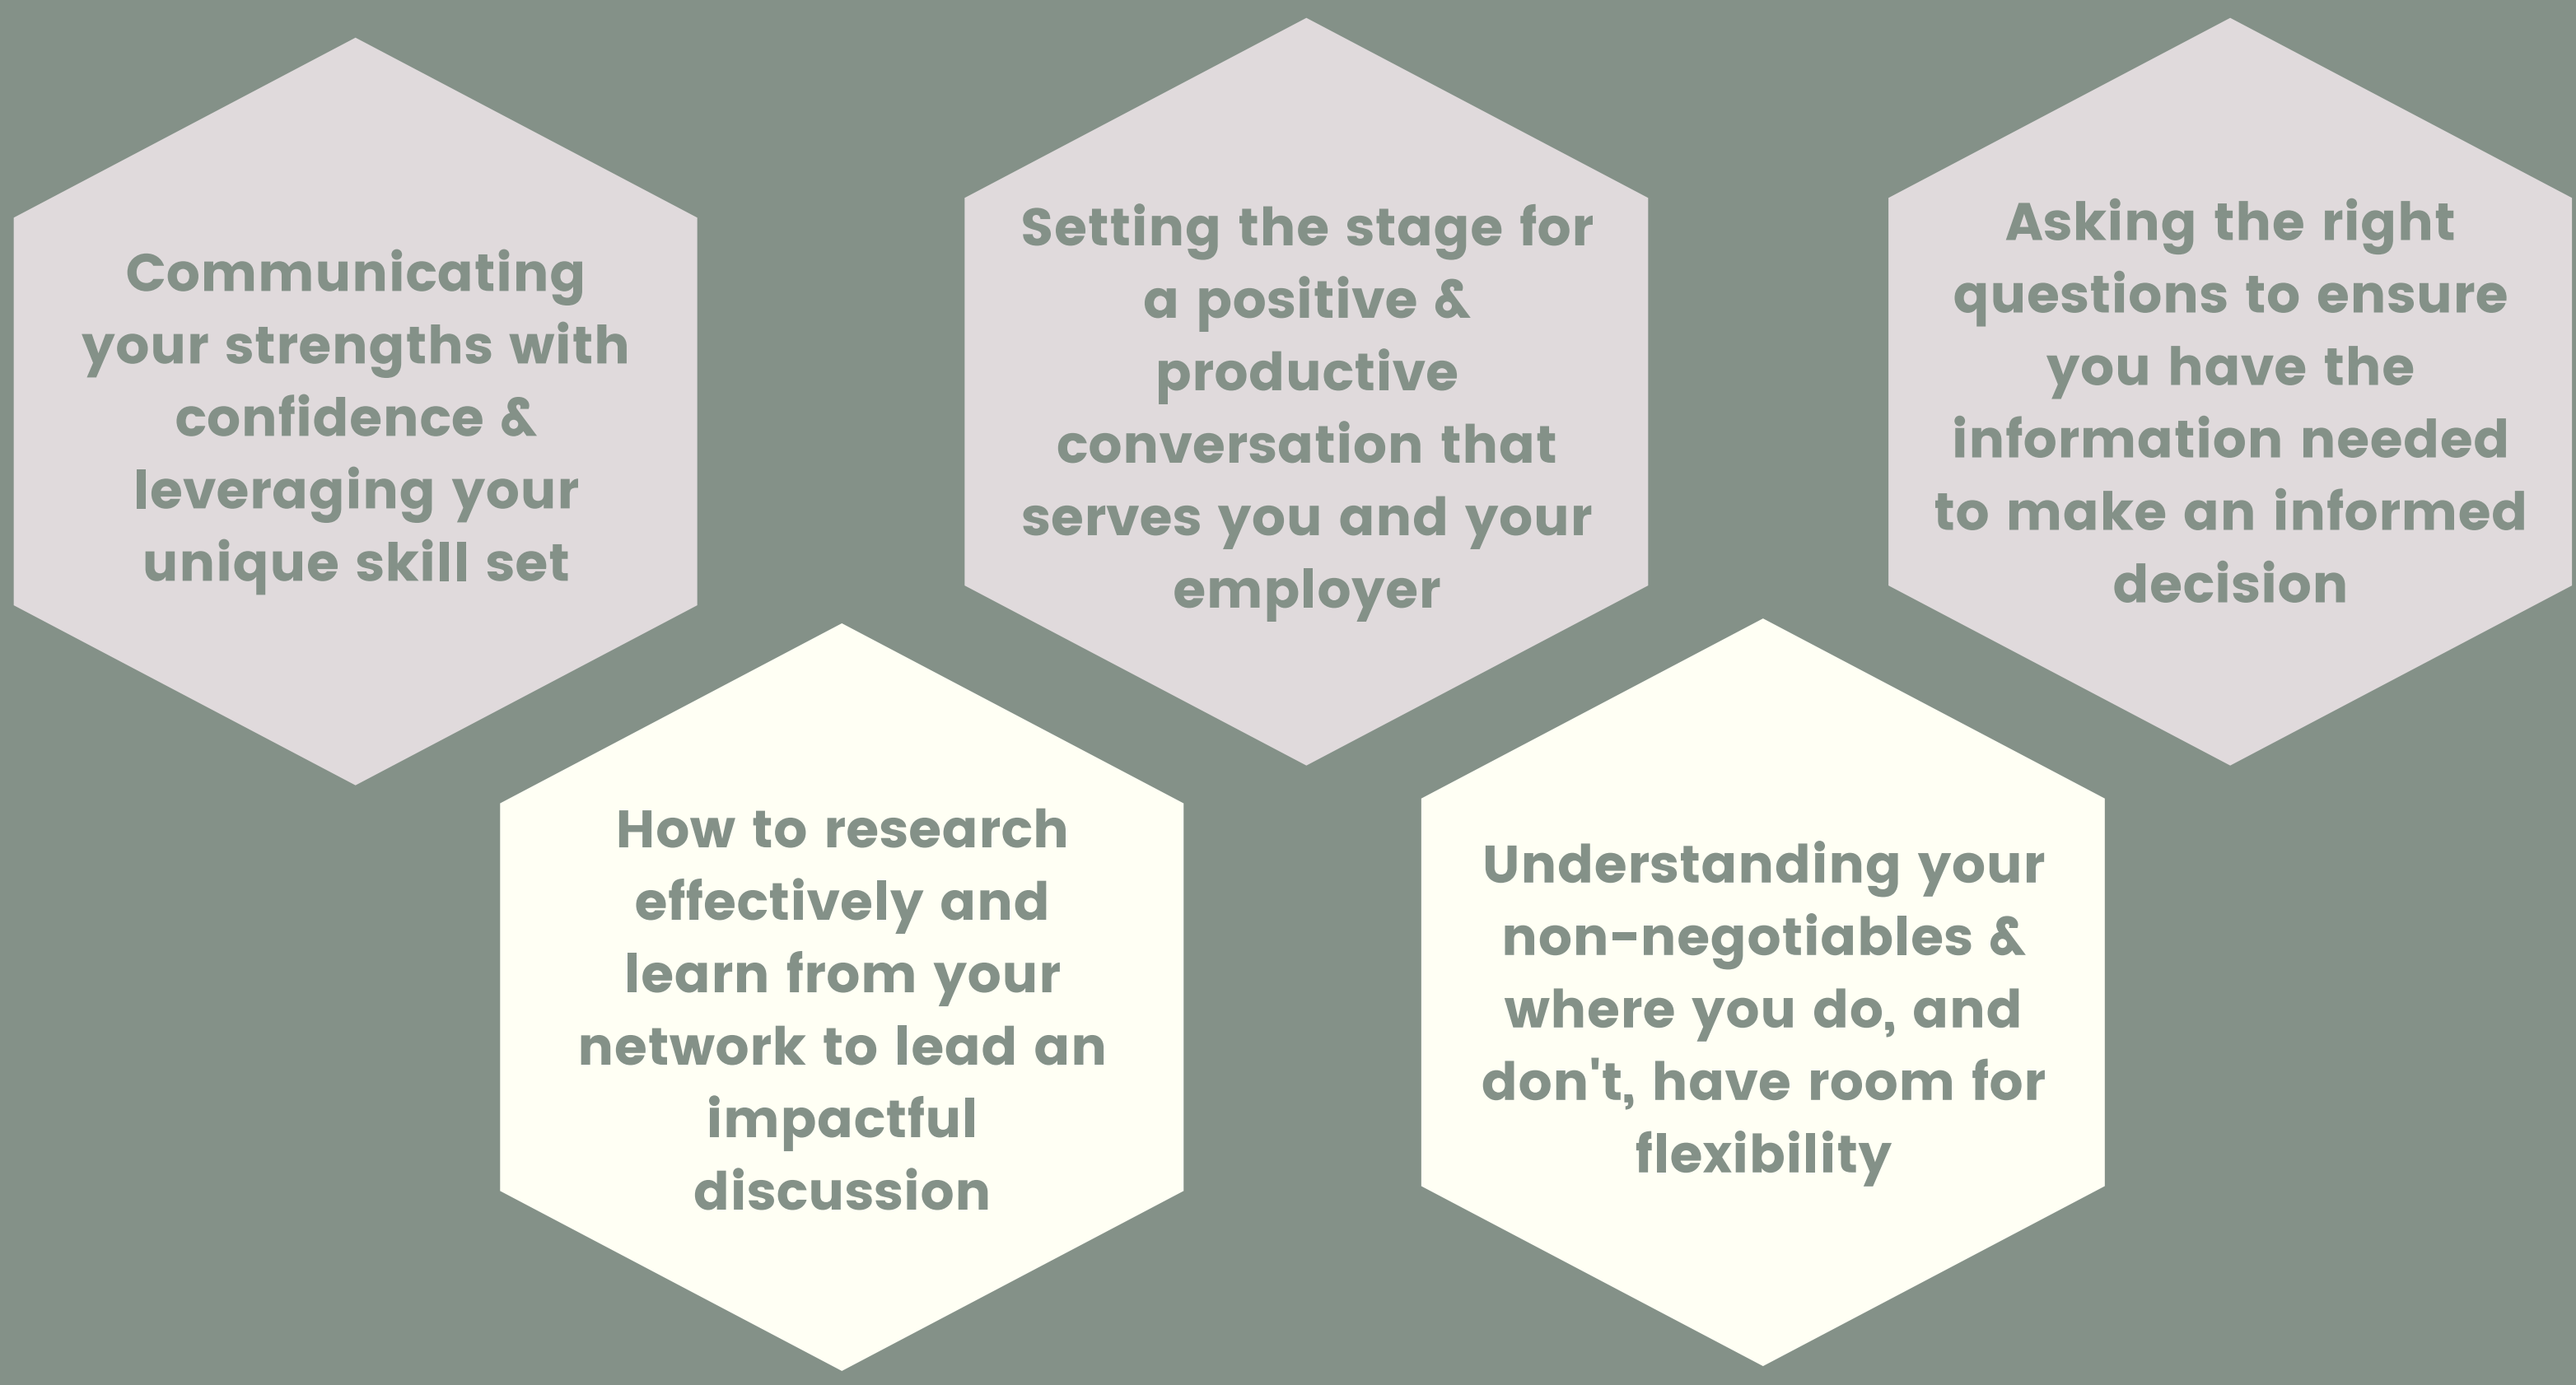 Communicating
your strengths with
confidence &
leveraging your
unique skill set
Setting the stage for
a positive &
productive
conversation that
serves you and your
employer
Asking the right
questions to ensure
you have the
information needed
to make an informed
decision
How to research
effectively and
learn from your
network to lead an
impactful
discussion
Understanding your
non-negotiables &
where you do, and
don't, have room for
flexibility